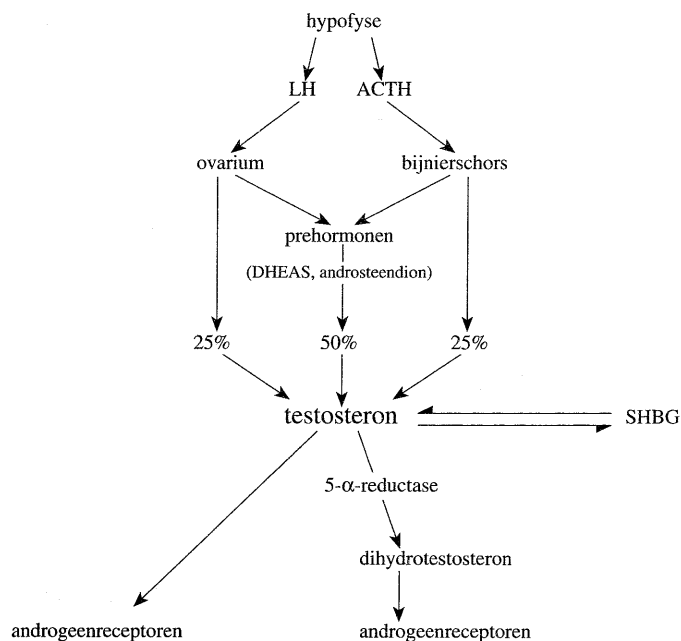 hypofyse
LH ACTH
ovarium bijnierschors
prehormonen
(DHEAS, androsteendion)
25% 50% 25%
testosteron SHBG
5-α-reductase
dihydrotestosteron
androgeenreceptoren androgeenreceptoren